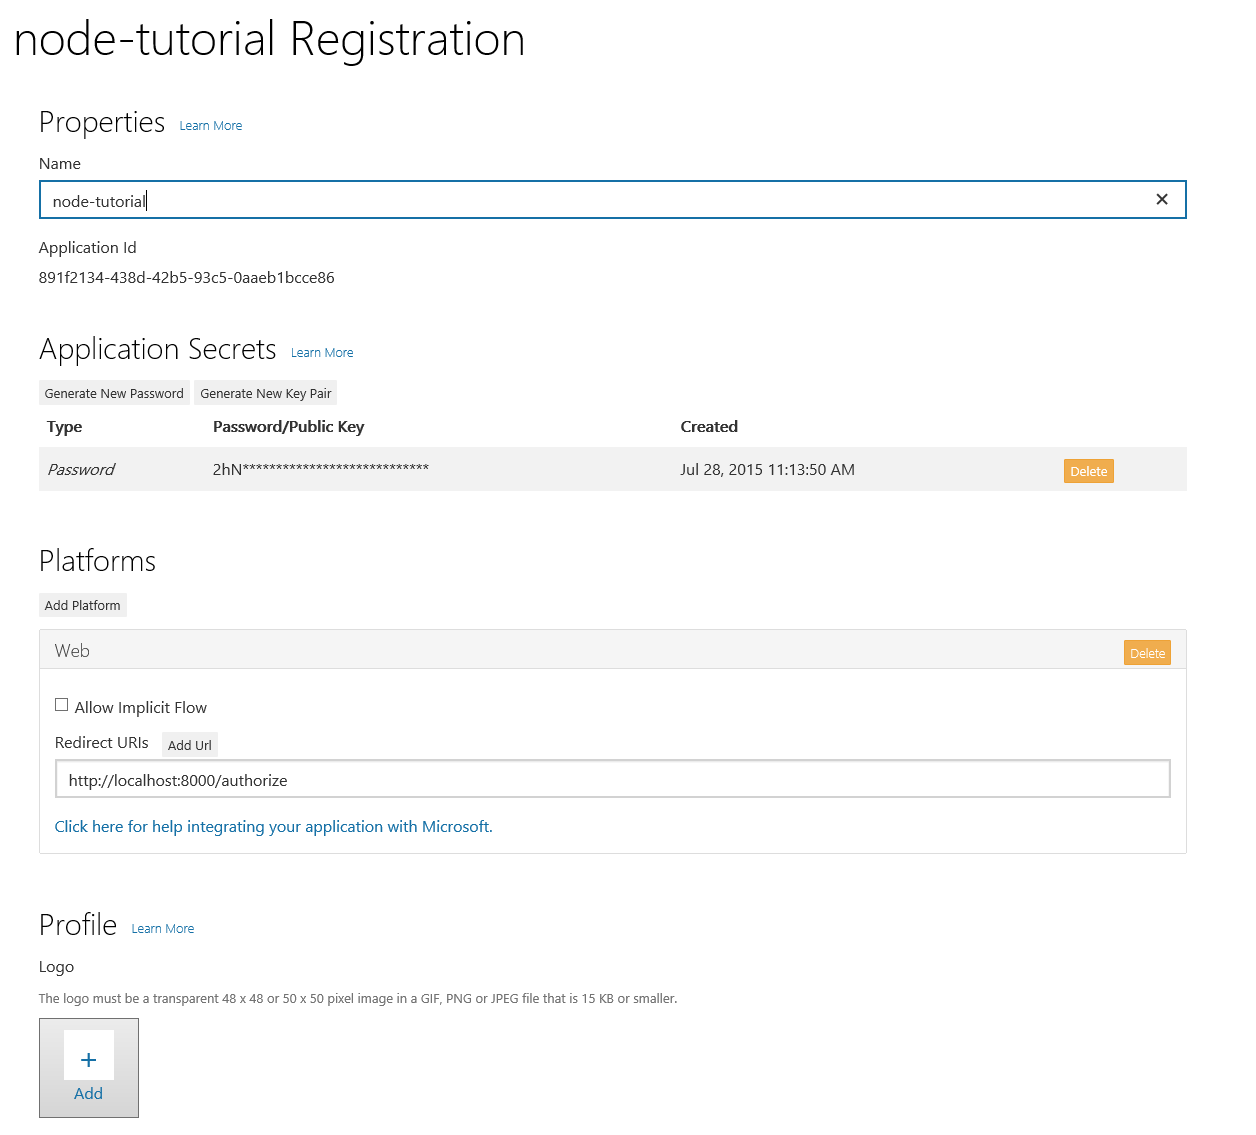 node-tutorial Registration
Properties Learn More
Name
node-tutorial
Application Id
891f2134-438d-42b5-93c5-0aaeb1bcce86
Application Secrets Learn More
Generate New Password Generate New Key Pair
Type Password/Public Key Created
Password 2hN**************************** Jul 28, 2015 11:13:50 AM Delete
Platforms
Add Platform
Web Delete
Allow Implicit Flow
Redirect URIs Add Url
http://localhost:8000/authorize
Click here for help integrating your application with Microsoft.
Profile Learn More
Logo
The logo must be a transparent 48 x 48 or 50 x 50 pixel image in a GIF, PNG or JPEG file that is 15 KB or smaller.
+
Add